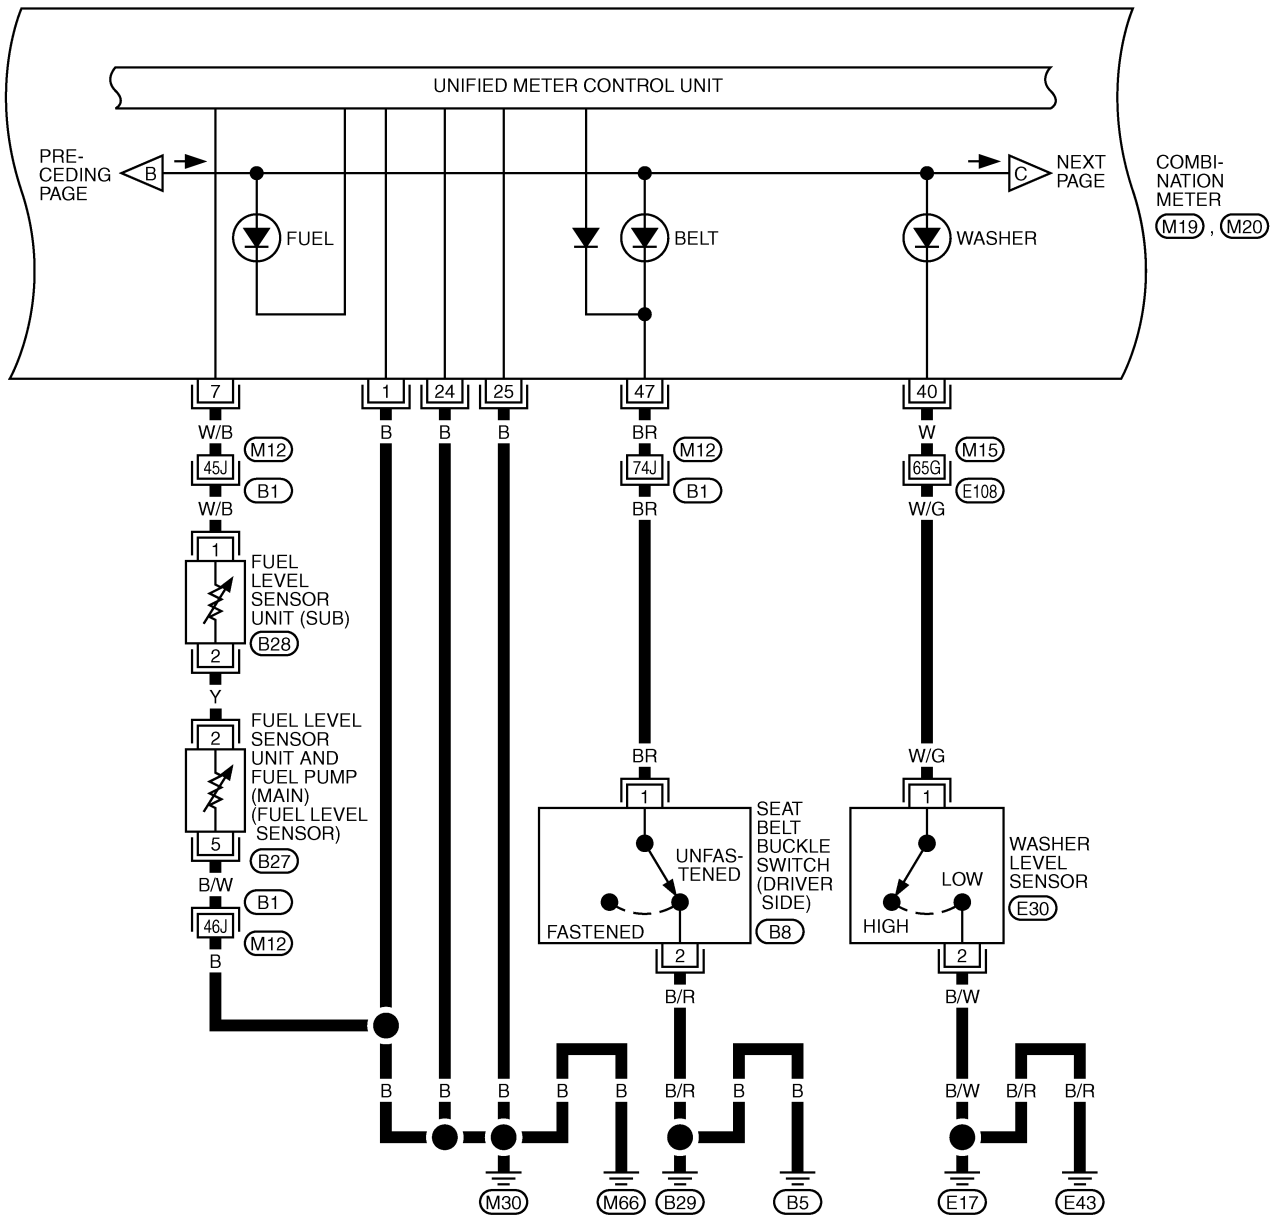 UNIFIED METER CONTROL UNIT
PRE-
CEDING
PAGE
B
C
NEXT
PAGE
COMBI-
NATION
METER
M19 , M20
FUEL
BELT
WASHER
7
1
24
25
47
40
W/B
B
B
B
BR
W
M12
M12
M15
45J
74J
65G
B1
B1
E108
W/B
BR
W/G
1
FUEL
LEVEL
SENSOR
UNIT (SUB)
B28
2
Y
2
FUEL LEVEL
SENSOR
UNIT AND
FUEL PUMP
(MAIN)
(FUEL LEVEL
SENSOR)
5
B27
B/W
B1
46J
M12
B
BR
W/G
1
1
SEAT
BELT
BUCKLE
SWITCH
(DRIVER
SIDE)
B8
UNFAS-
TENED
FASTENED
2
WASHER
LEVEL
SENSOR
E30
LOW
HIGH
2
B/R
B/W
B
B
B
B
B
B/R
B
B
B/W
B/R
B/R
M30
M66
B29
B5
E17
E43